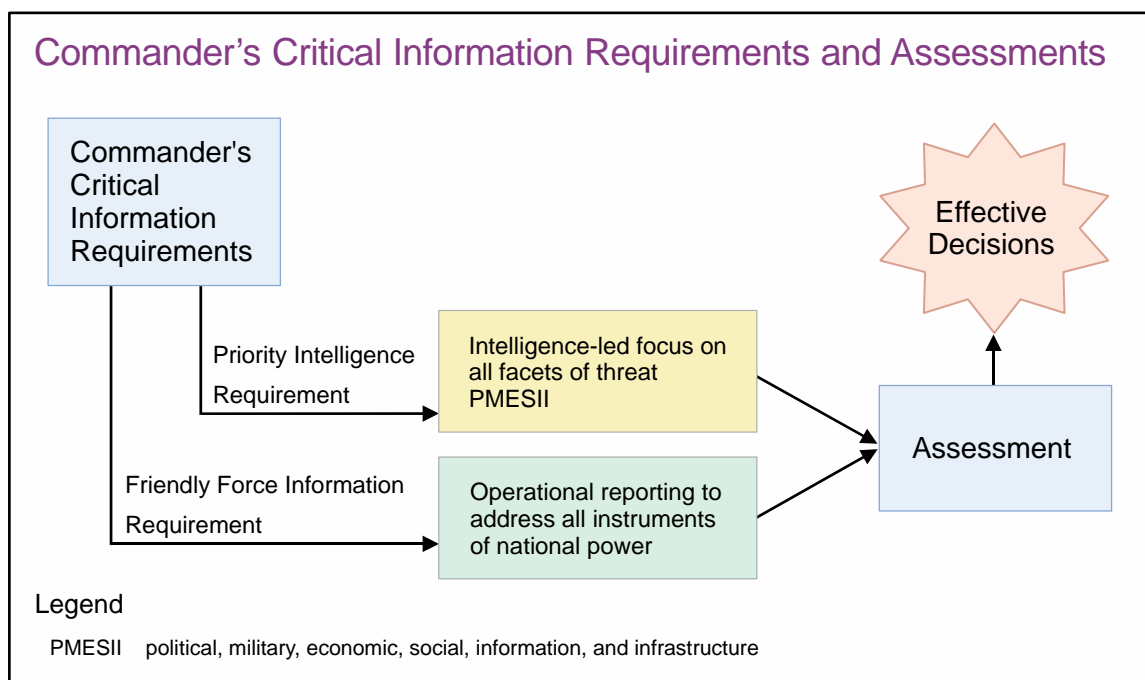 Commander’s Critical Information Requirements and Assessments
Commander's
Critical
Information
Requirements
Effective
Decisions
Priority Intelligence
Requirement
Intelligence-led focus on
all facets of threat
PMESII
Assessment
Friendly Force Information
Requirement
Operational reporting to
address all instruments
of national power
Legend
PMESII political, military, economic, social, information, and infrastructure